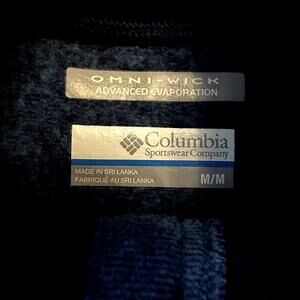 OMNI-WICK
ADVANCED EVAPORATION
Columbia
Sportswear Company
MADE IN SRI LANKA
FABRIQUÉ AU SRI LANKA
M/M